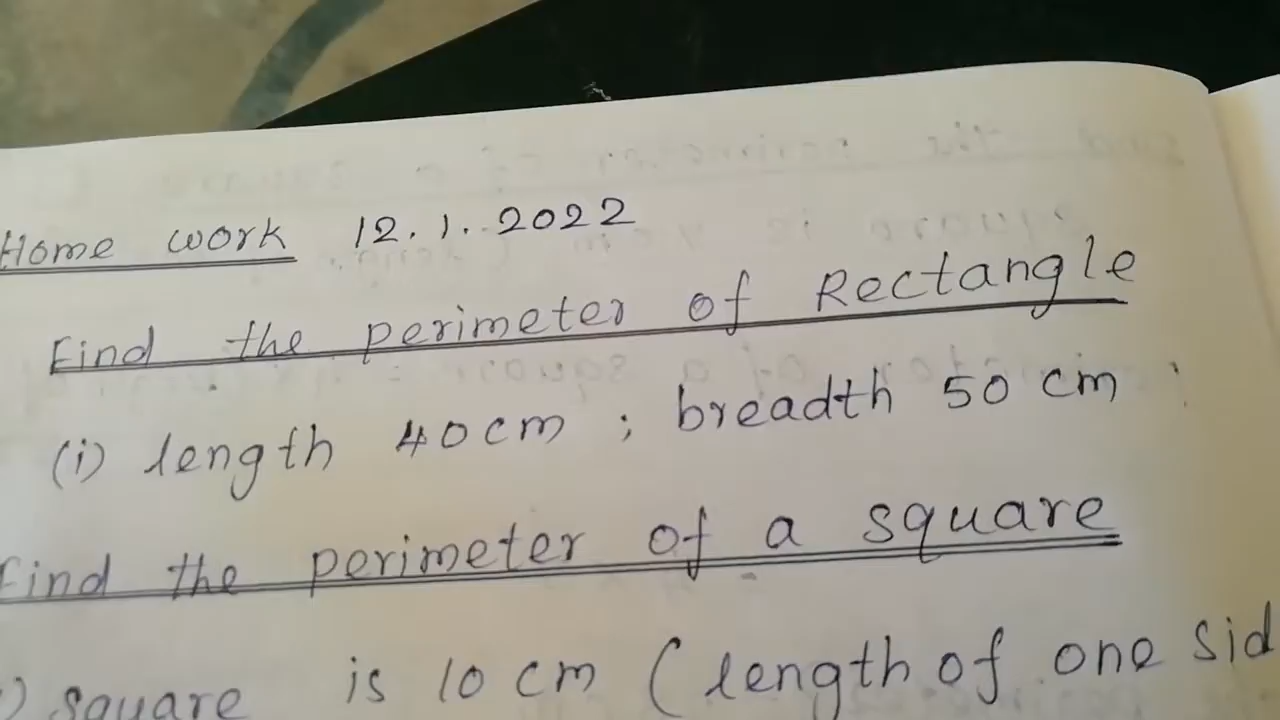 Home work 12.1.2022
Find the perimeter of Rectangle
(i) length 40cm ; breadth 50 cm
Find the perimeter of a square
) square is 10 cm (length of one sid